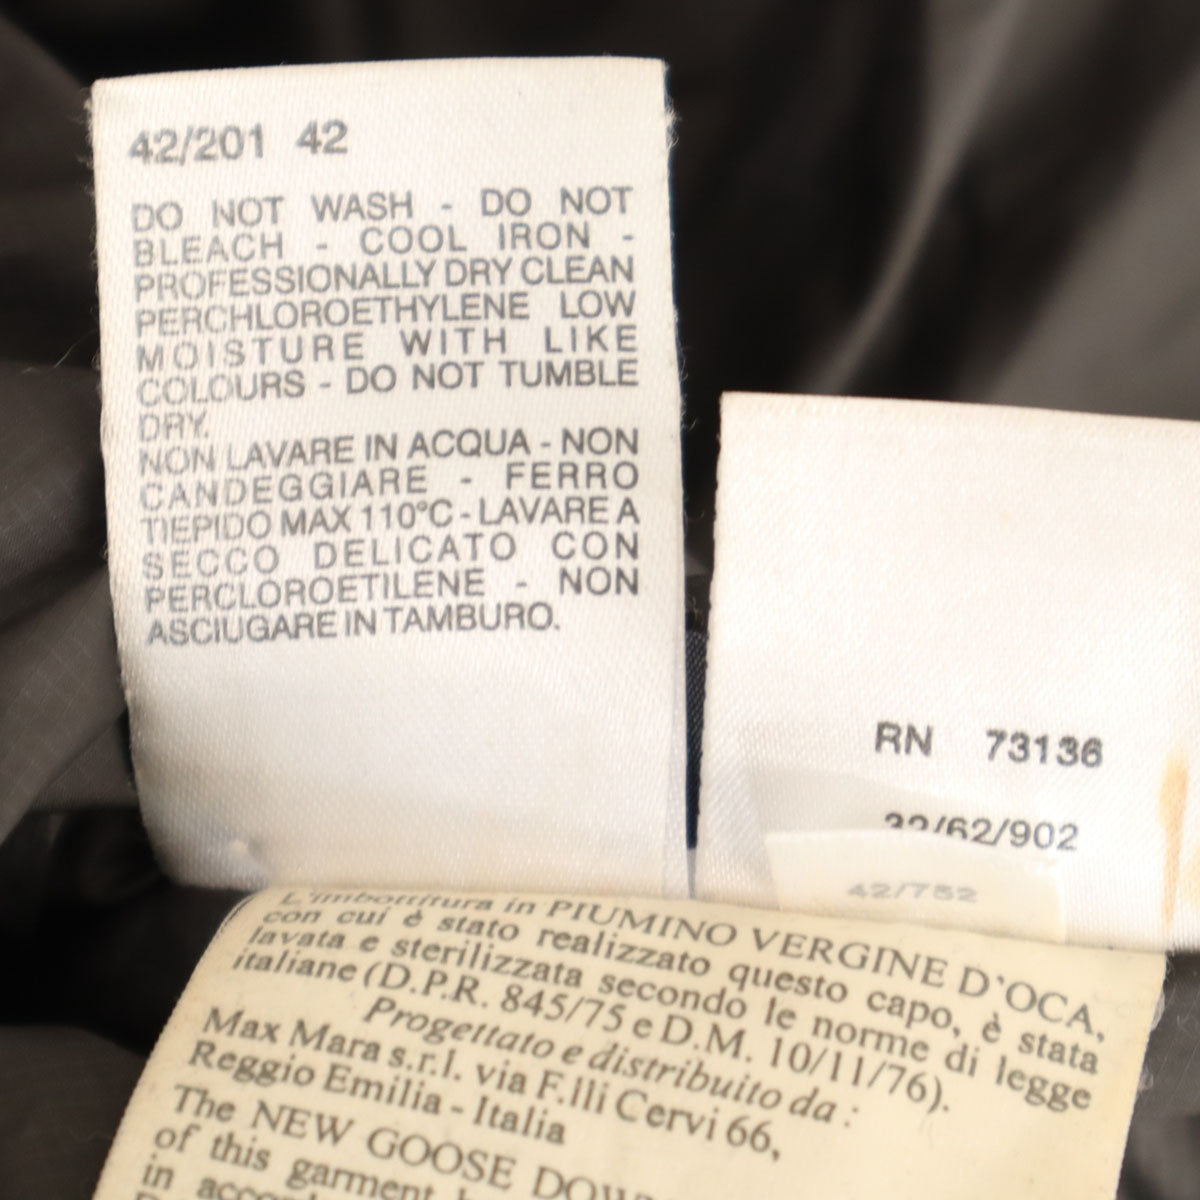 42/201 42
DO NOT WASH - DO NOT
BLEACH - COOL IRON -
PROFESSIONALLY DRY CLEAN
PERCHLOROETHYLENE LOW
MOISTURE WITH LIKE
COLOURS - DO NOT TUMBLE
DRY.
NON LAVARE IN ACQUA - NON
CANDEGGIARE - FERRO
TIEPIDO MAX 110°C - LAVARE A
SECCO DELICATO CON
PERCLOROETILENE - NON
ASCIUGARE IN TAMBURO.
RN 73136
32/62/902
42/752
L'imbottitura in PIUMINO VERGINE D'OCA,
con cui è stato realizzato questo capo, è stata
lavata e sterilizzata secondo le norme di legge
italiane (D.P.R. 845/75 e D.M. 10/11/76).
Progettato e distribuito da :
Max Mara s.r.l. via F.lli Cervi 66,
Reggio Emilia - Italia
The NEW GOOSE
of this garment
in